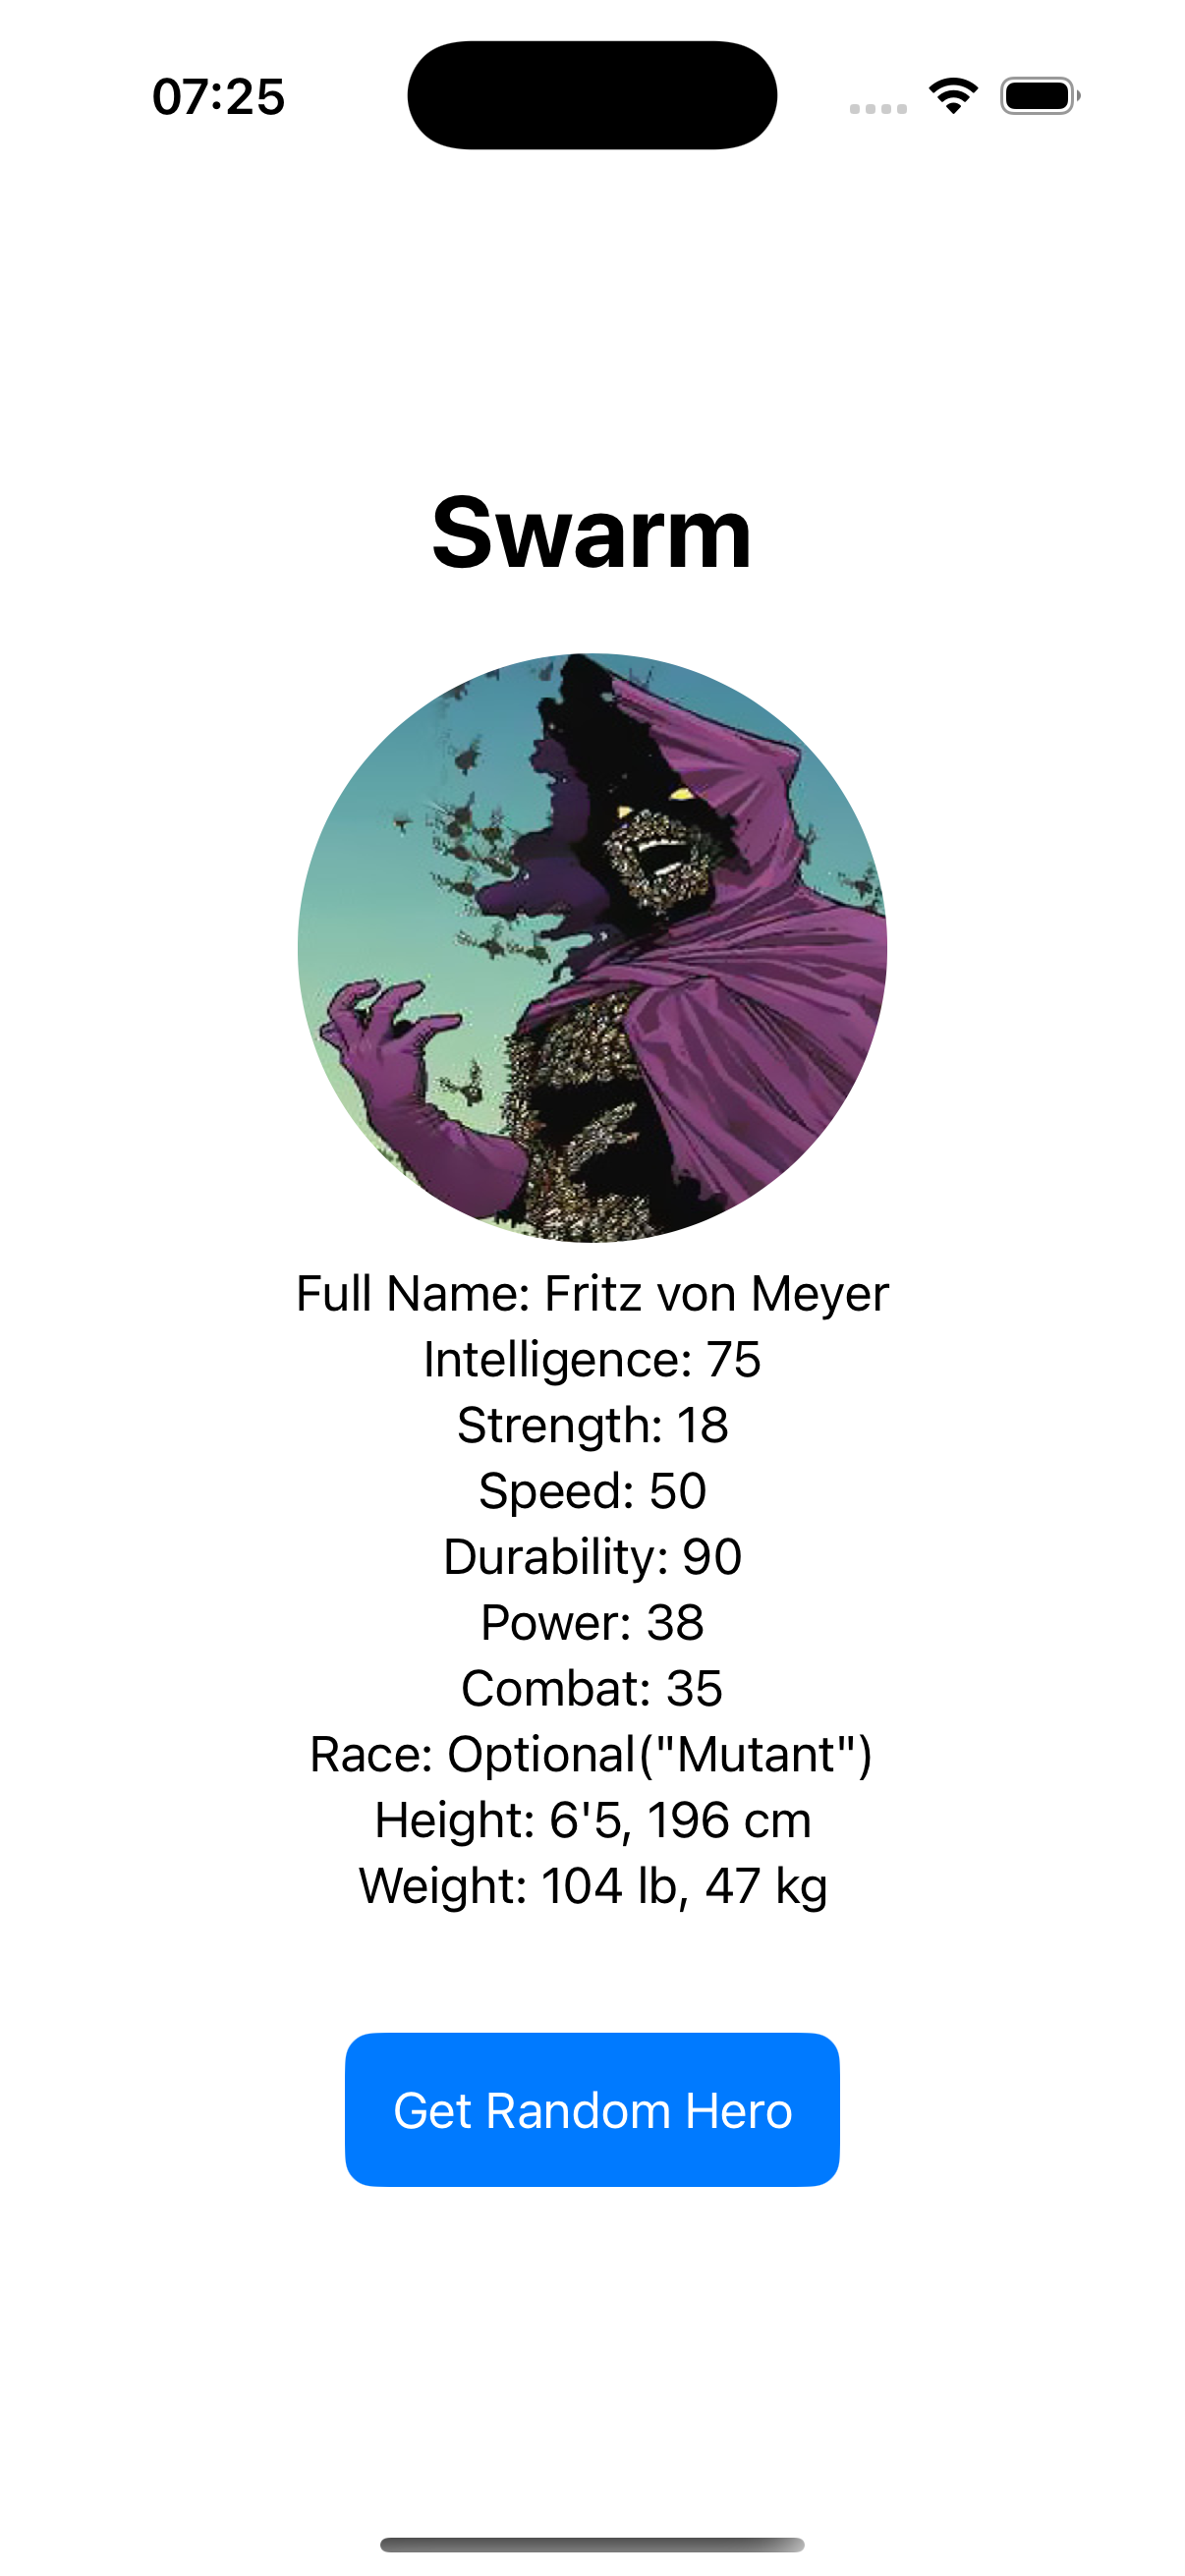 07:25
Swarm
Full Name: Fritz von Meyer
Intelligence: 75
Strength: 18
Speed: 50
Durability: 90
Power: 38
Combat: 35
Race: Optional("Mutant")
Height: 6'5, 196 cm
Weight: 104 lb, 47 kg
Get Random Hero